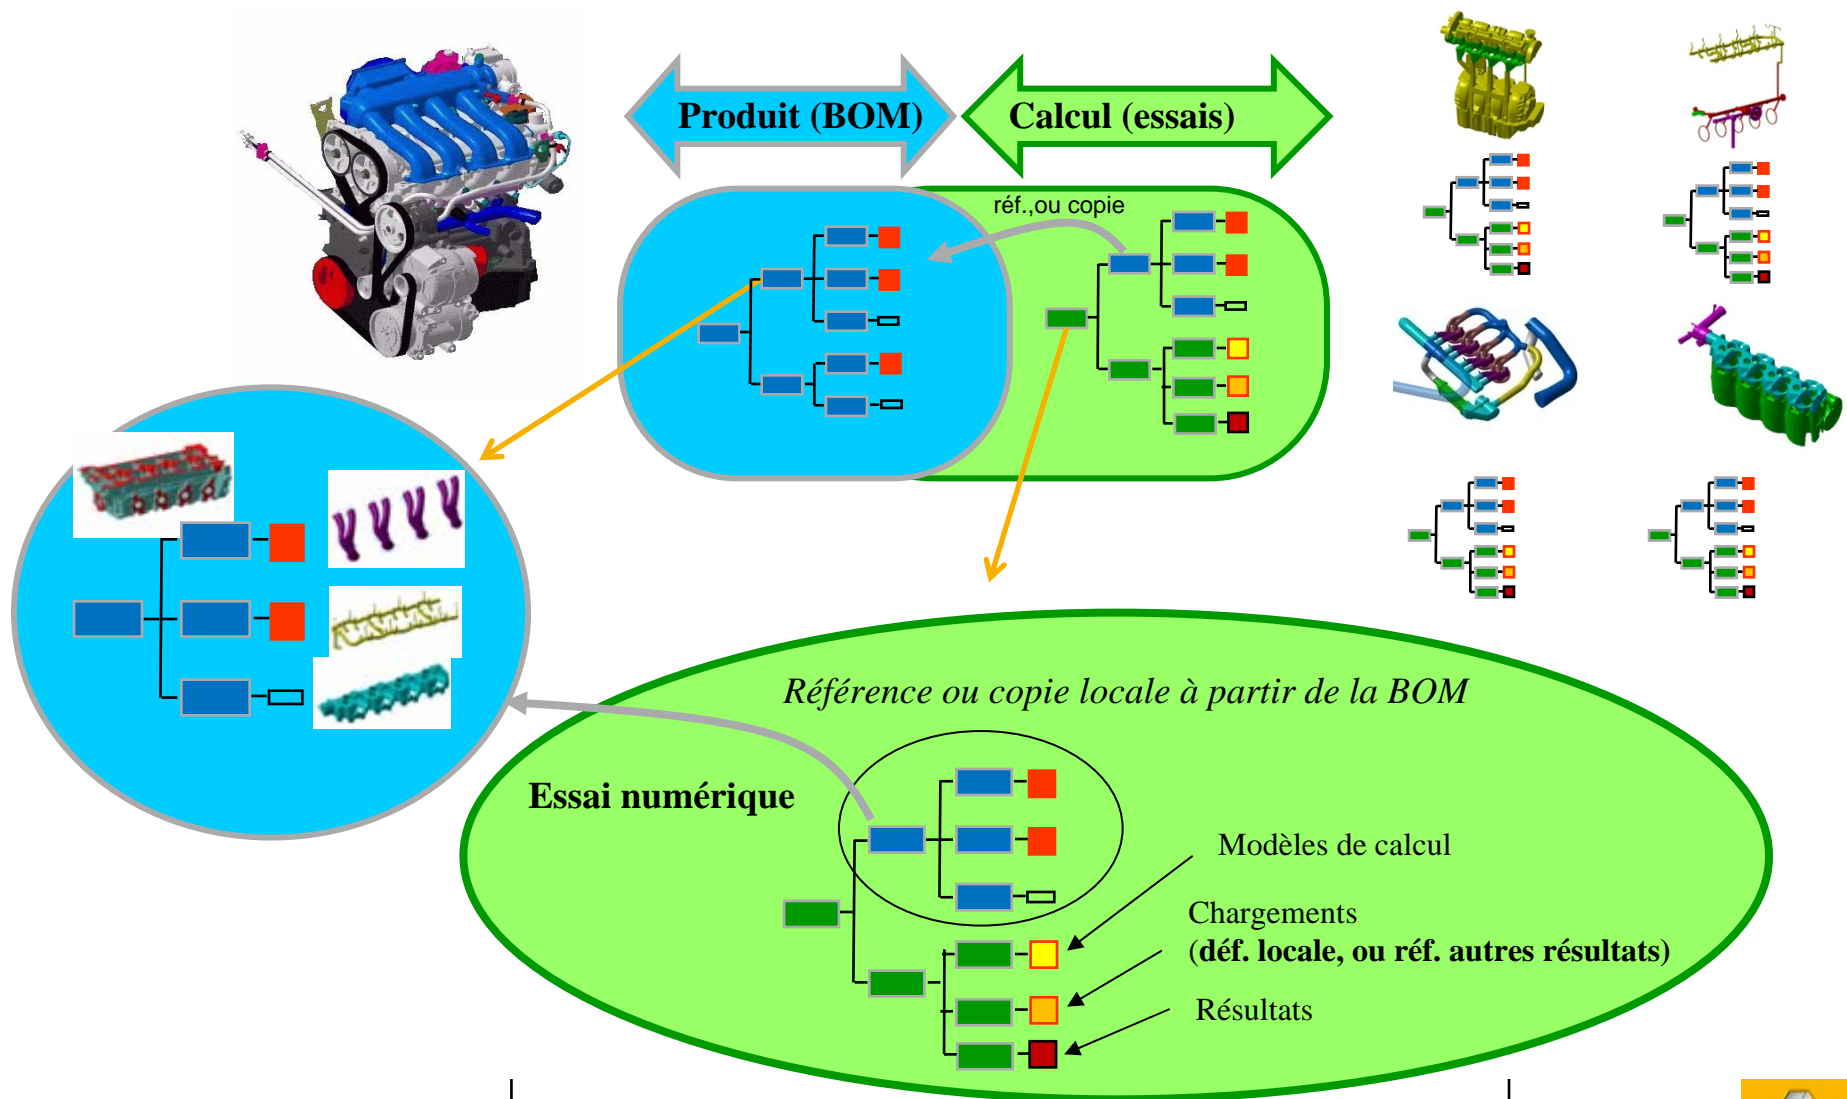 Produit (BOM)
Calcul (essais)
réf.,ou copie
Référence ou copie locale à partir de la BOM
Essai numérique
Modèles de calcul
Chargements
(déf. locale, ou réf. autres résultats)
Résultats